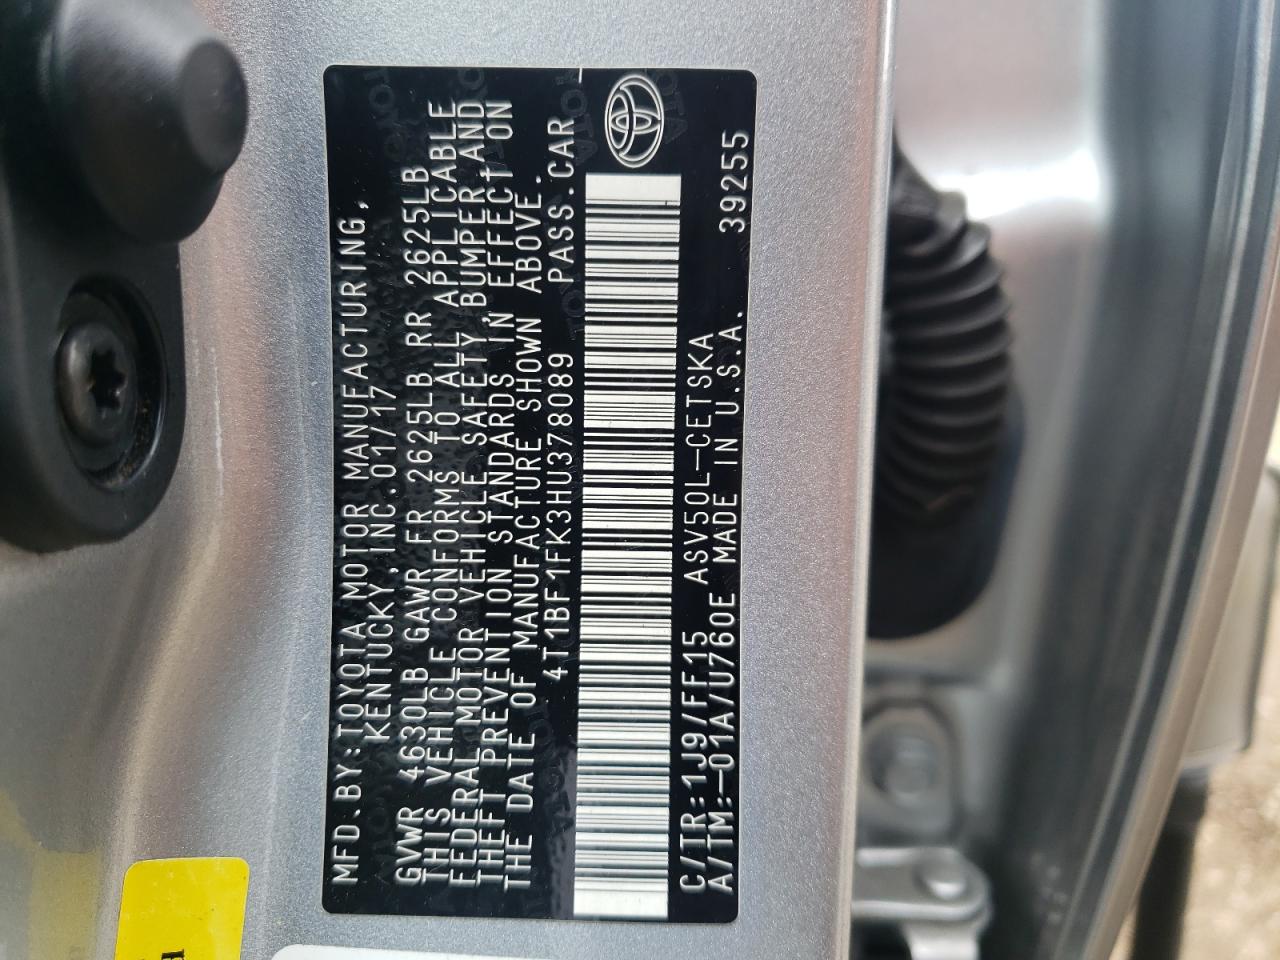 MFD.BY:TOYOTA MOTOR MANUFACTURING,
KENTUCKY,INC.01/17
GVWR 4630LB GAWR FR 2625LB RR 2625LB
THIS VEHICLE CONFORMS TO ALL APPLICABLE
FEDERAL MOTOR VEHICLE SAFETY,BUMPER,AND
THEFT PREVENTION STANDARDS IN EFFECT ON
THE DATE OF MANUFACTURE SHOWN ABOVE.
4T1BF1FK3HU378089 PASS.CAR
C/TR:1J9/FF15 ASV50L-CETSKA
A/TM:-01A/U760E MADE IN U.S.A. 39255